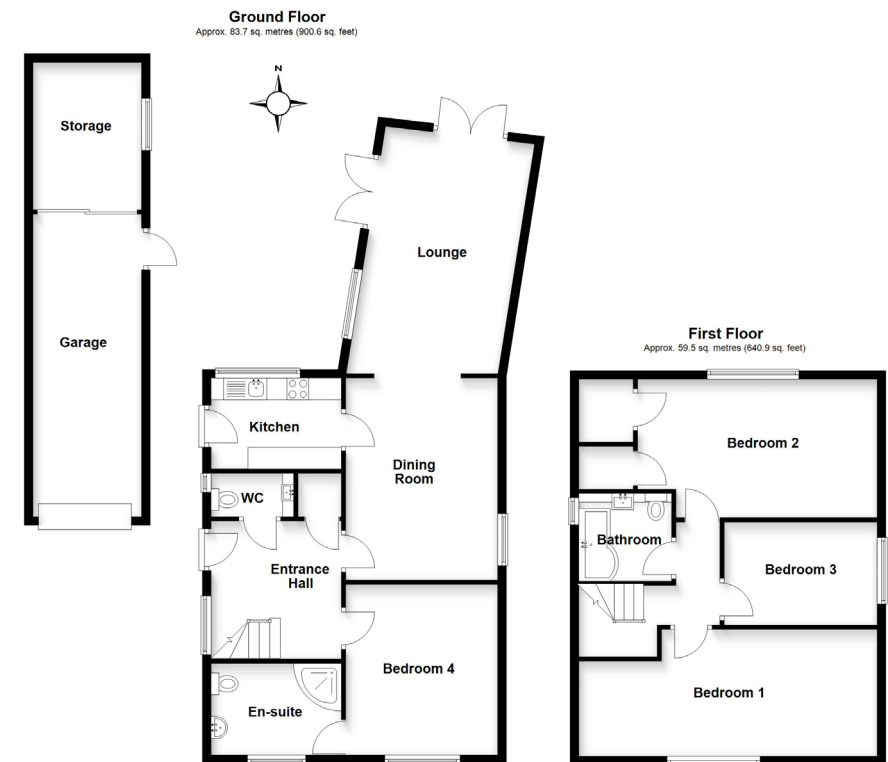 Ground Floor
Approx. 83.7 sq. metres (900.6 sq. feet)
N
Storage
Garage
Lounge
Kitchen
Dining
Room
WC
Entrance
Hall
Bedroom 4
En-suite
First Floor
Approx. 59.5 sq. metres (640.9 sq. feet)
Bedroom 2
Bathroom
Bedroom 3
Bedroom 1